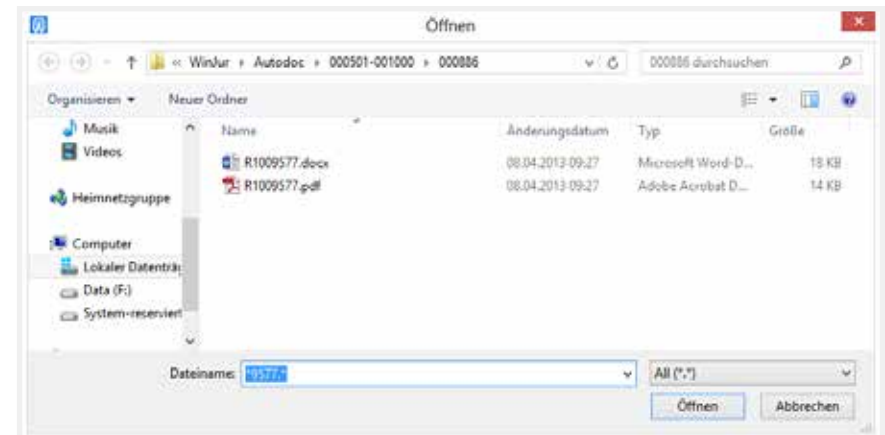 Öffnen
« WinJur › Autodoc › 000501-001000 › 000886
000886 durchsuchen
Organisieren Neuer Ordner
Name Änderungsdatum Typ Größe
Musik
Videos
Heimnetzgruppe
Computer
Lokaler Datenträg
Data (F:)
System-reserviert
R1009577.docx 08.04.2013 09:27 Microsoft Word-D... 18 KB
R1009577.pdf 08.04.2013 09:27 Adobe Acrobat D... 14 KB
Dateiname: *9577.* All (*.*)
Öffnen Abbrechen